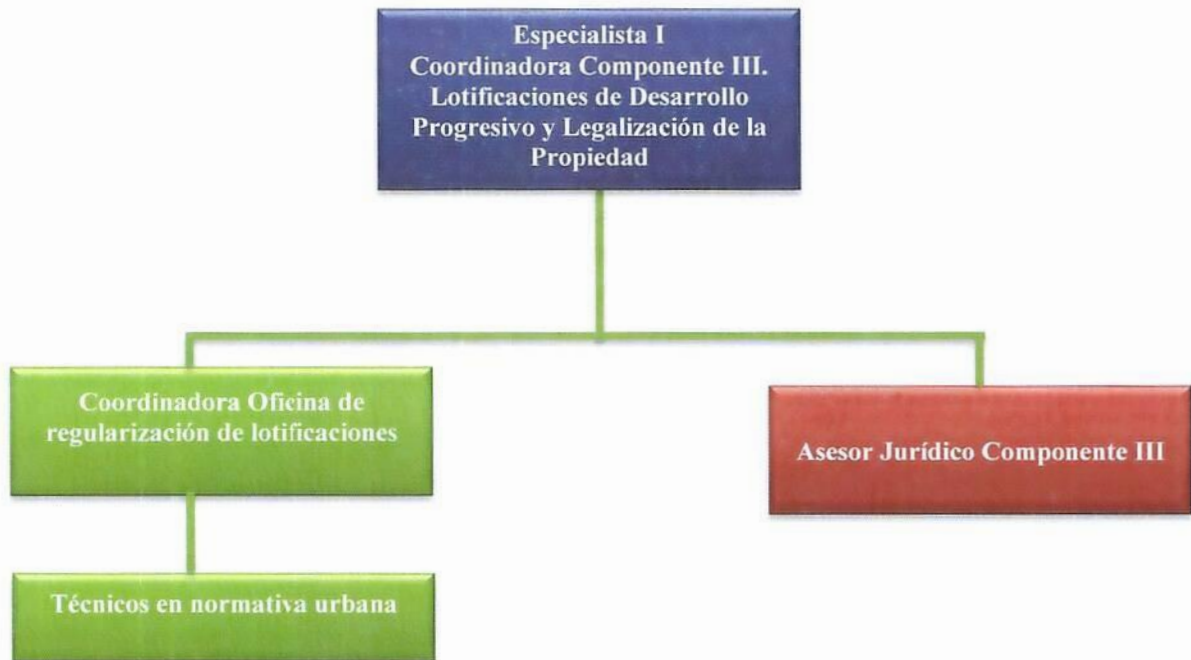 Especialista I
Coordinadora Componente III.
Lotificaciones de Desarrollo
Progresivo y Legalización de la
Propiedad
Coordinadora Oficina de
regularización de lotificaciones
Asesor Jurídico Componente III
Técnicos en normativa urbana